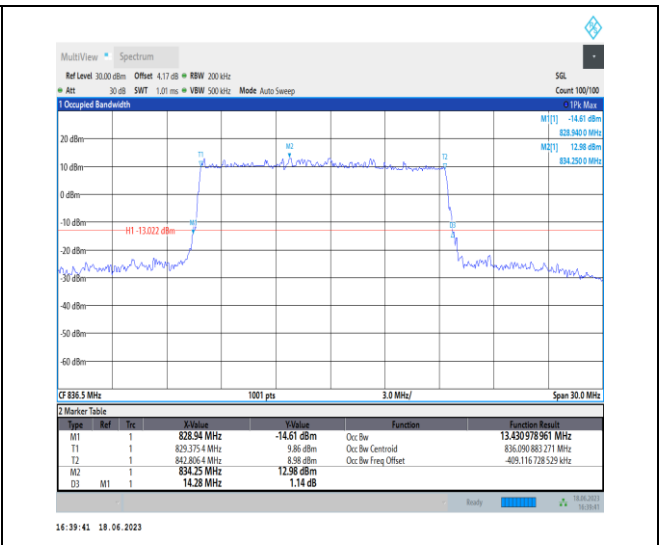 MultiView Spectrum
Ref Level 30.00 dBm Offset 4.17 dB RBW 200 kHz SGL
Att 30 dB SWT 1.01 ms VBW 500 kHz Mode Auto Sweep Count 100/100
1 Occupied Bandwidth 1Pk Max
M1[1] -14.61 dBm
828.940 0 MHz
M2[1] 12.98 dBm
834.250 0 MHz
20 dBm
T1 M2 T2
10 dBm
0 dBm
-10 dBm
M1 D3
H1 -13.022 dBm
-20 dBm
-30 dBm
-40 dBm
-50 dBm
-60 dBm
CF 836.5 MHz 1001 pts 3.0 MHz/ Span 30.0 MHz
2 Marker Table
Type Ref Trc X-Value Y-Value Function Function Result
M1 1 828.94 MHz -14.61 dBm Occ Bw 13.430 978 961 MHz
T1 1 829.375 4 MHz 9.86 dBm Occ Bw Centroid 836.090 883 271 MHz
T2 1 842.806 4 MHz 8.98 dBm Occ Bw Freq Offset -409.116 728 529 kHz
M2 1 834.25 MHz 12.98 dBm
D3 M1 1 14.28 MHz 1.14 dB
Ready 18.06.2023
16:39:41
16:39:41 18.06.2023